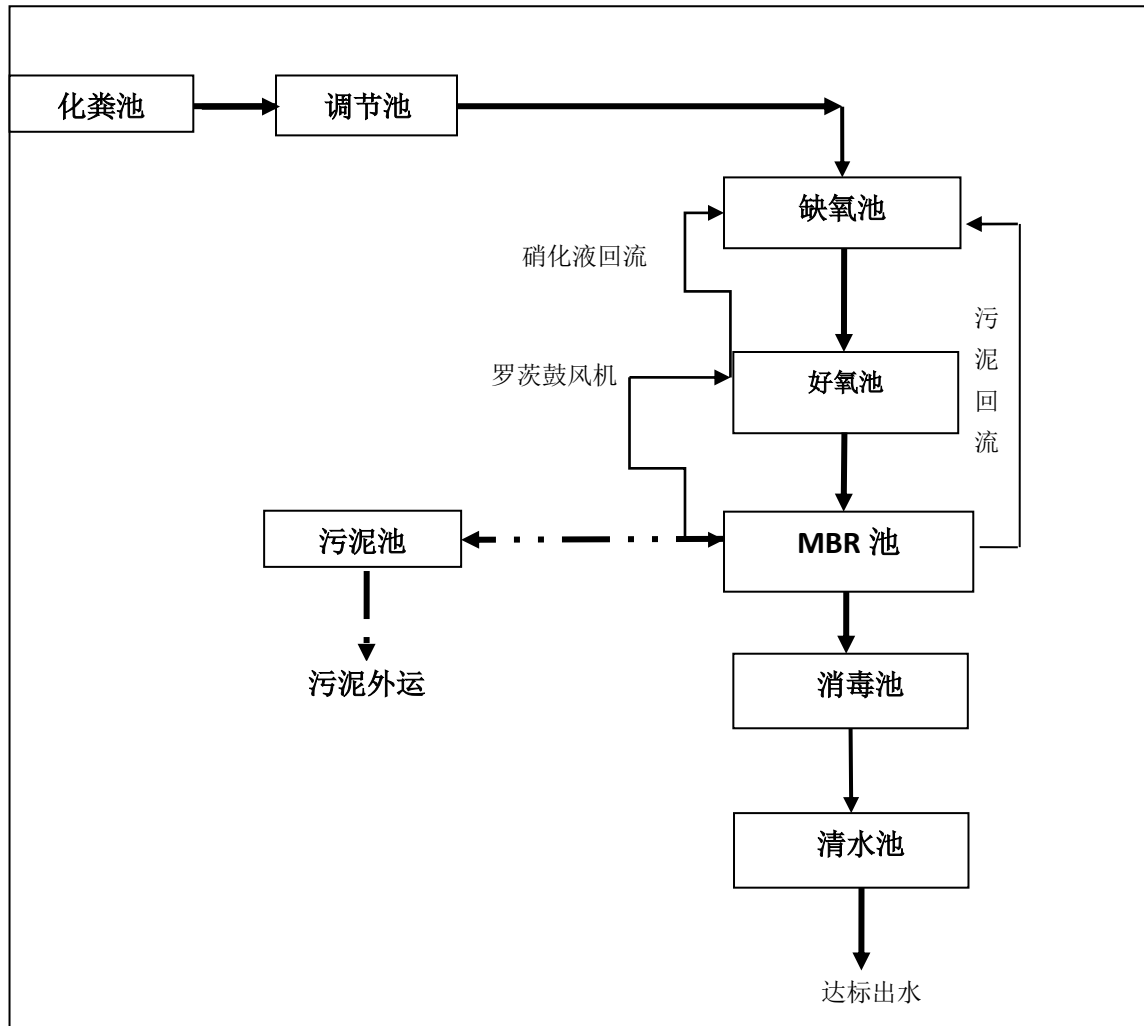 化粪池
调节池
缺氧池
硝化液回流
污泥回流
罗茨鼓风机
好氧池
污泥池
MBR 池
污泥外运
消毒池
清水池
达标出水